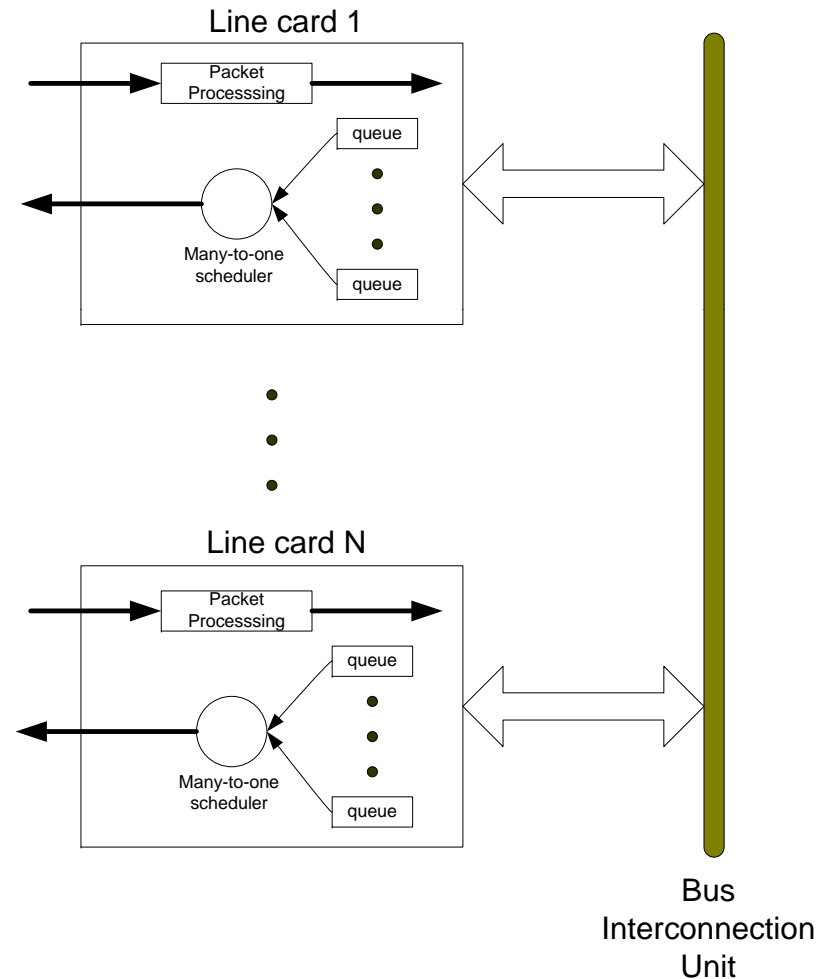 Line card 1
Packet
Processsing
queue
Many-to-one
scheduler
queue
Line card N
Packet
Processsing
queue
Many-to-one
scheduler
queue
Bus
Interconnection
Unit